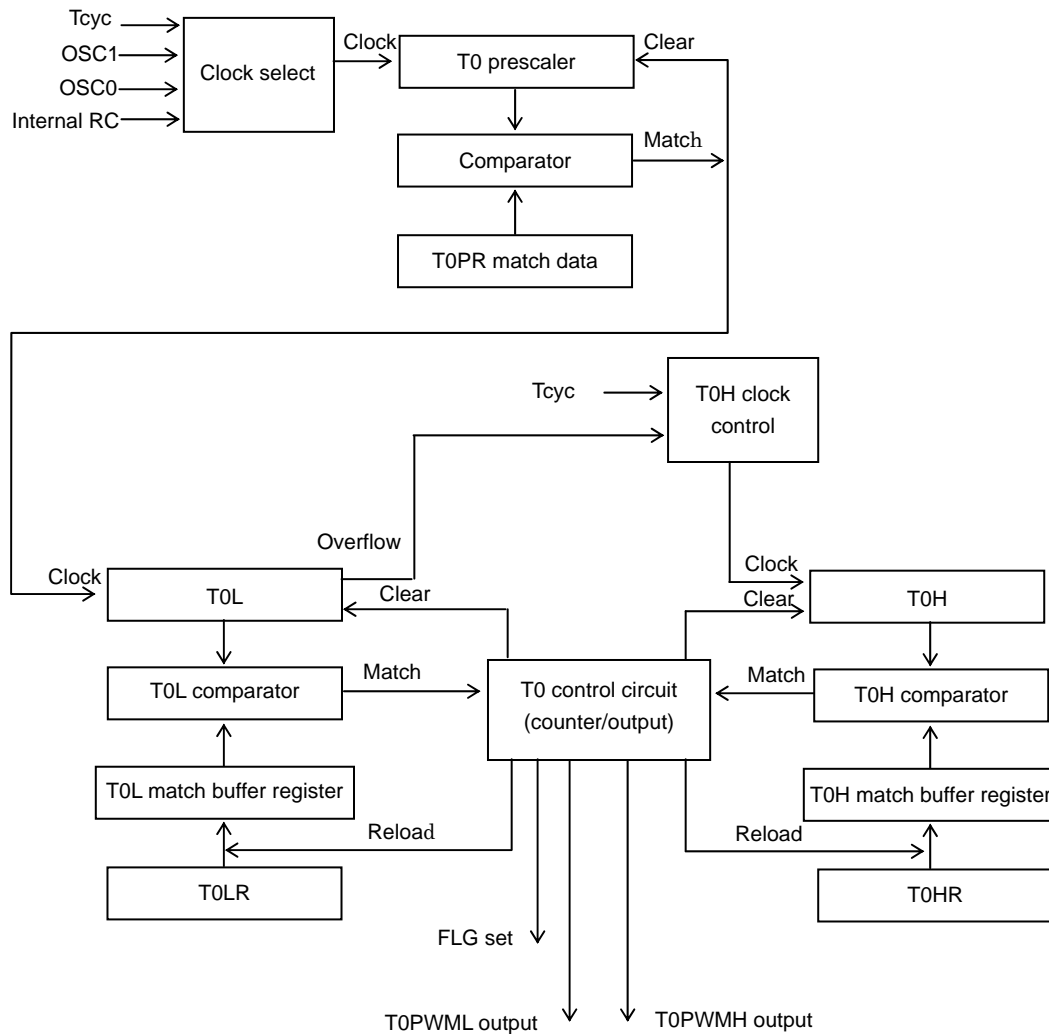 Tcyc
OSC1
OSC0
Internal RC
Clock select
Clock
T0 prescaler
Clear
Comparator
Match
T0PR match data
Tcyc
T0H clock
control
Overflow
Clock
T0L
Clear
Clock
Clear
T0H
T0L comparator
Match
T0 control circuit
(counter/output)
Match
T0H comparator
T0L match buffer register
T0H match buffer register
Reload
Reload
T0LR
T0HR
FLG set
T0PWML output
T0PWMH output